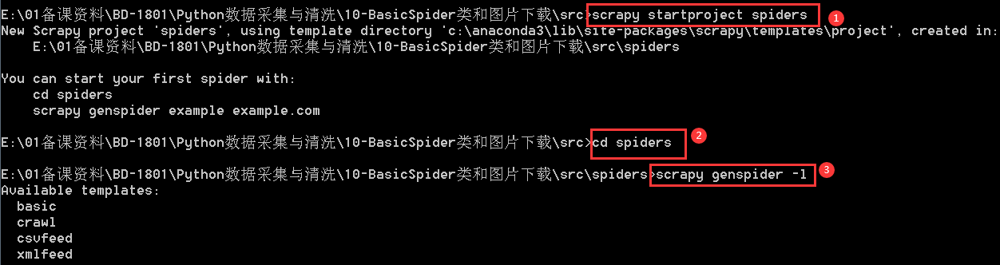 E:\01备课资料\BD-1801\Python数据采集与清洗\10-BasicSpider类和图片下载\src>scrapy startproject spiders 1
New Scrapy project 'spiders', using template directory 'c:\anaconda3\lib\site-packages\scrapy\templates\project', created in:
    E:\01备课资料\BD-1801\Python数据采集与清洗\10-BasicSpider类和图片下载\src\spiders
You can start your first spider with:
    cd spiders
    scrapy genspider example example.com
E:\01备课资料\BD-1801\Python数据采集与清洗\10-BasicSpider类和图片下载\src>cd spiders 2
E:\01备课资料\BD-1801\Python数据采集与清洗\10-BasicSpider类和图片下载\src\spiders>scrapy genspider -l 3
Available templates:
  basic
  crawl
  csvfeed
  xmlfeed